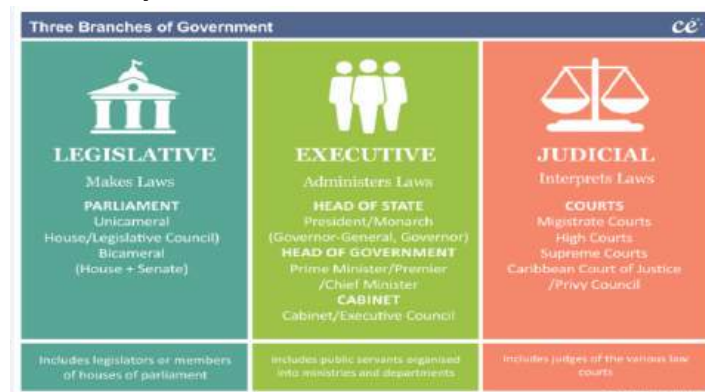 Three Branches of Government
cé
LEGISLATIVE
Makes Laws
PARLIAMENT
Unicameral
House/Legislative Council)
Bicameral
(House + Senate)
Includes legislators or members
of houses of parliament
EXECUTIVE
Administers Laws
HEAD OF STATE
President/Monarch
(Governor-General, Governor)
HEAD OF GOVERNMENT
Prime Minister/Premier
/Chief Minister
CABINET
Cabinet/Executive Council
Includes public servants organised
into ministries and departments
JUDICIAL
Interprets Laws
COURTS
Migistrate Courts
High Courts
Supreme Courts
Caribbean Court of Justice
/Privy Council
Includes judges of the various law
courts